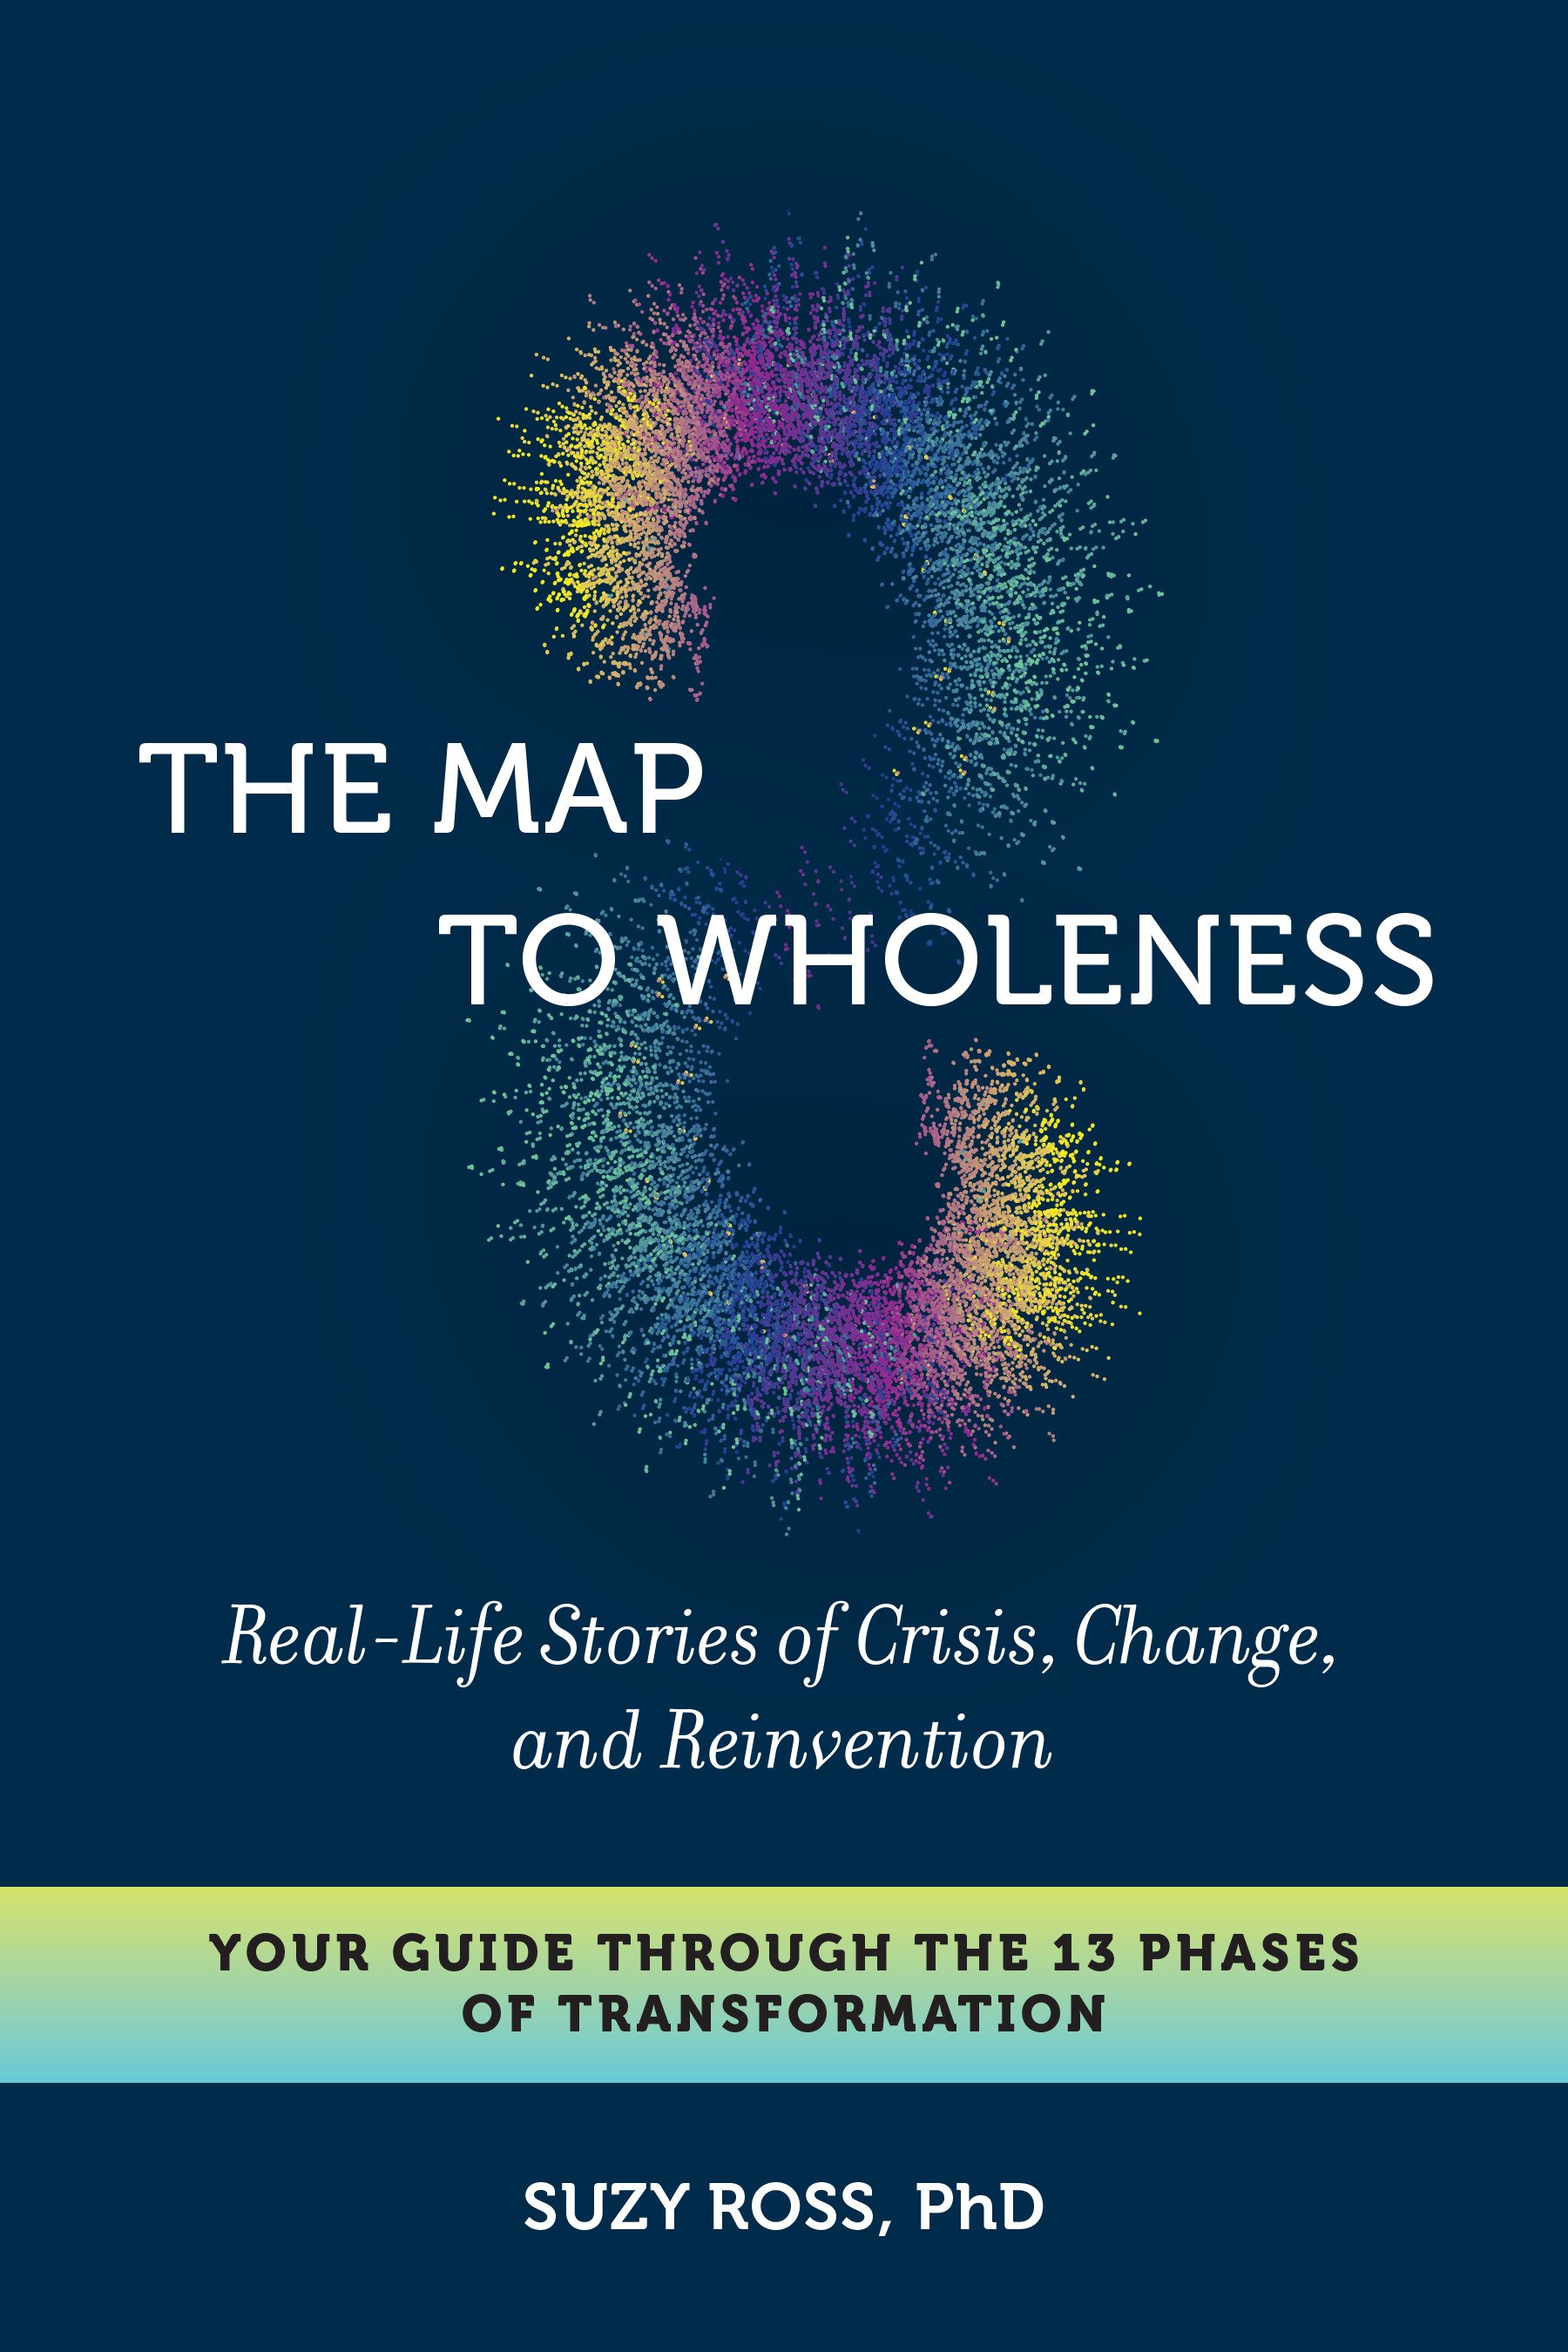 THE MAP
TO WHOLENESS
Real-Life Stories of Crisis, Change,
and Reinvention
YOUR GUIDE THROUGH THE 13 PHASES
OF TRANSFORMATION
SUZY ROSS, PhD